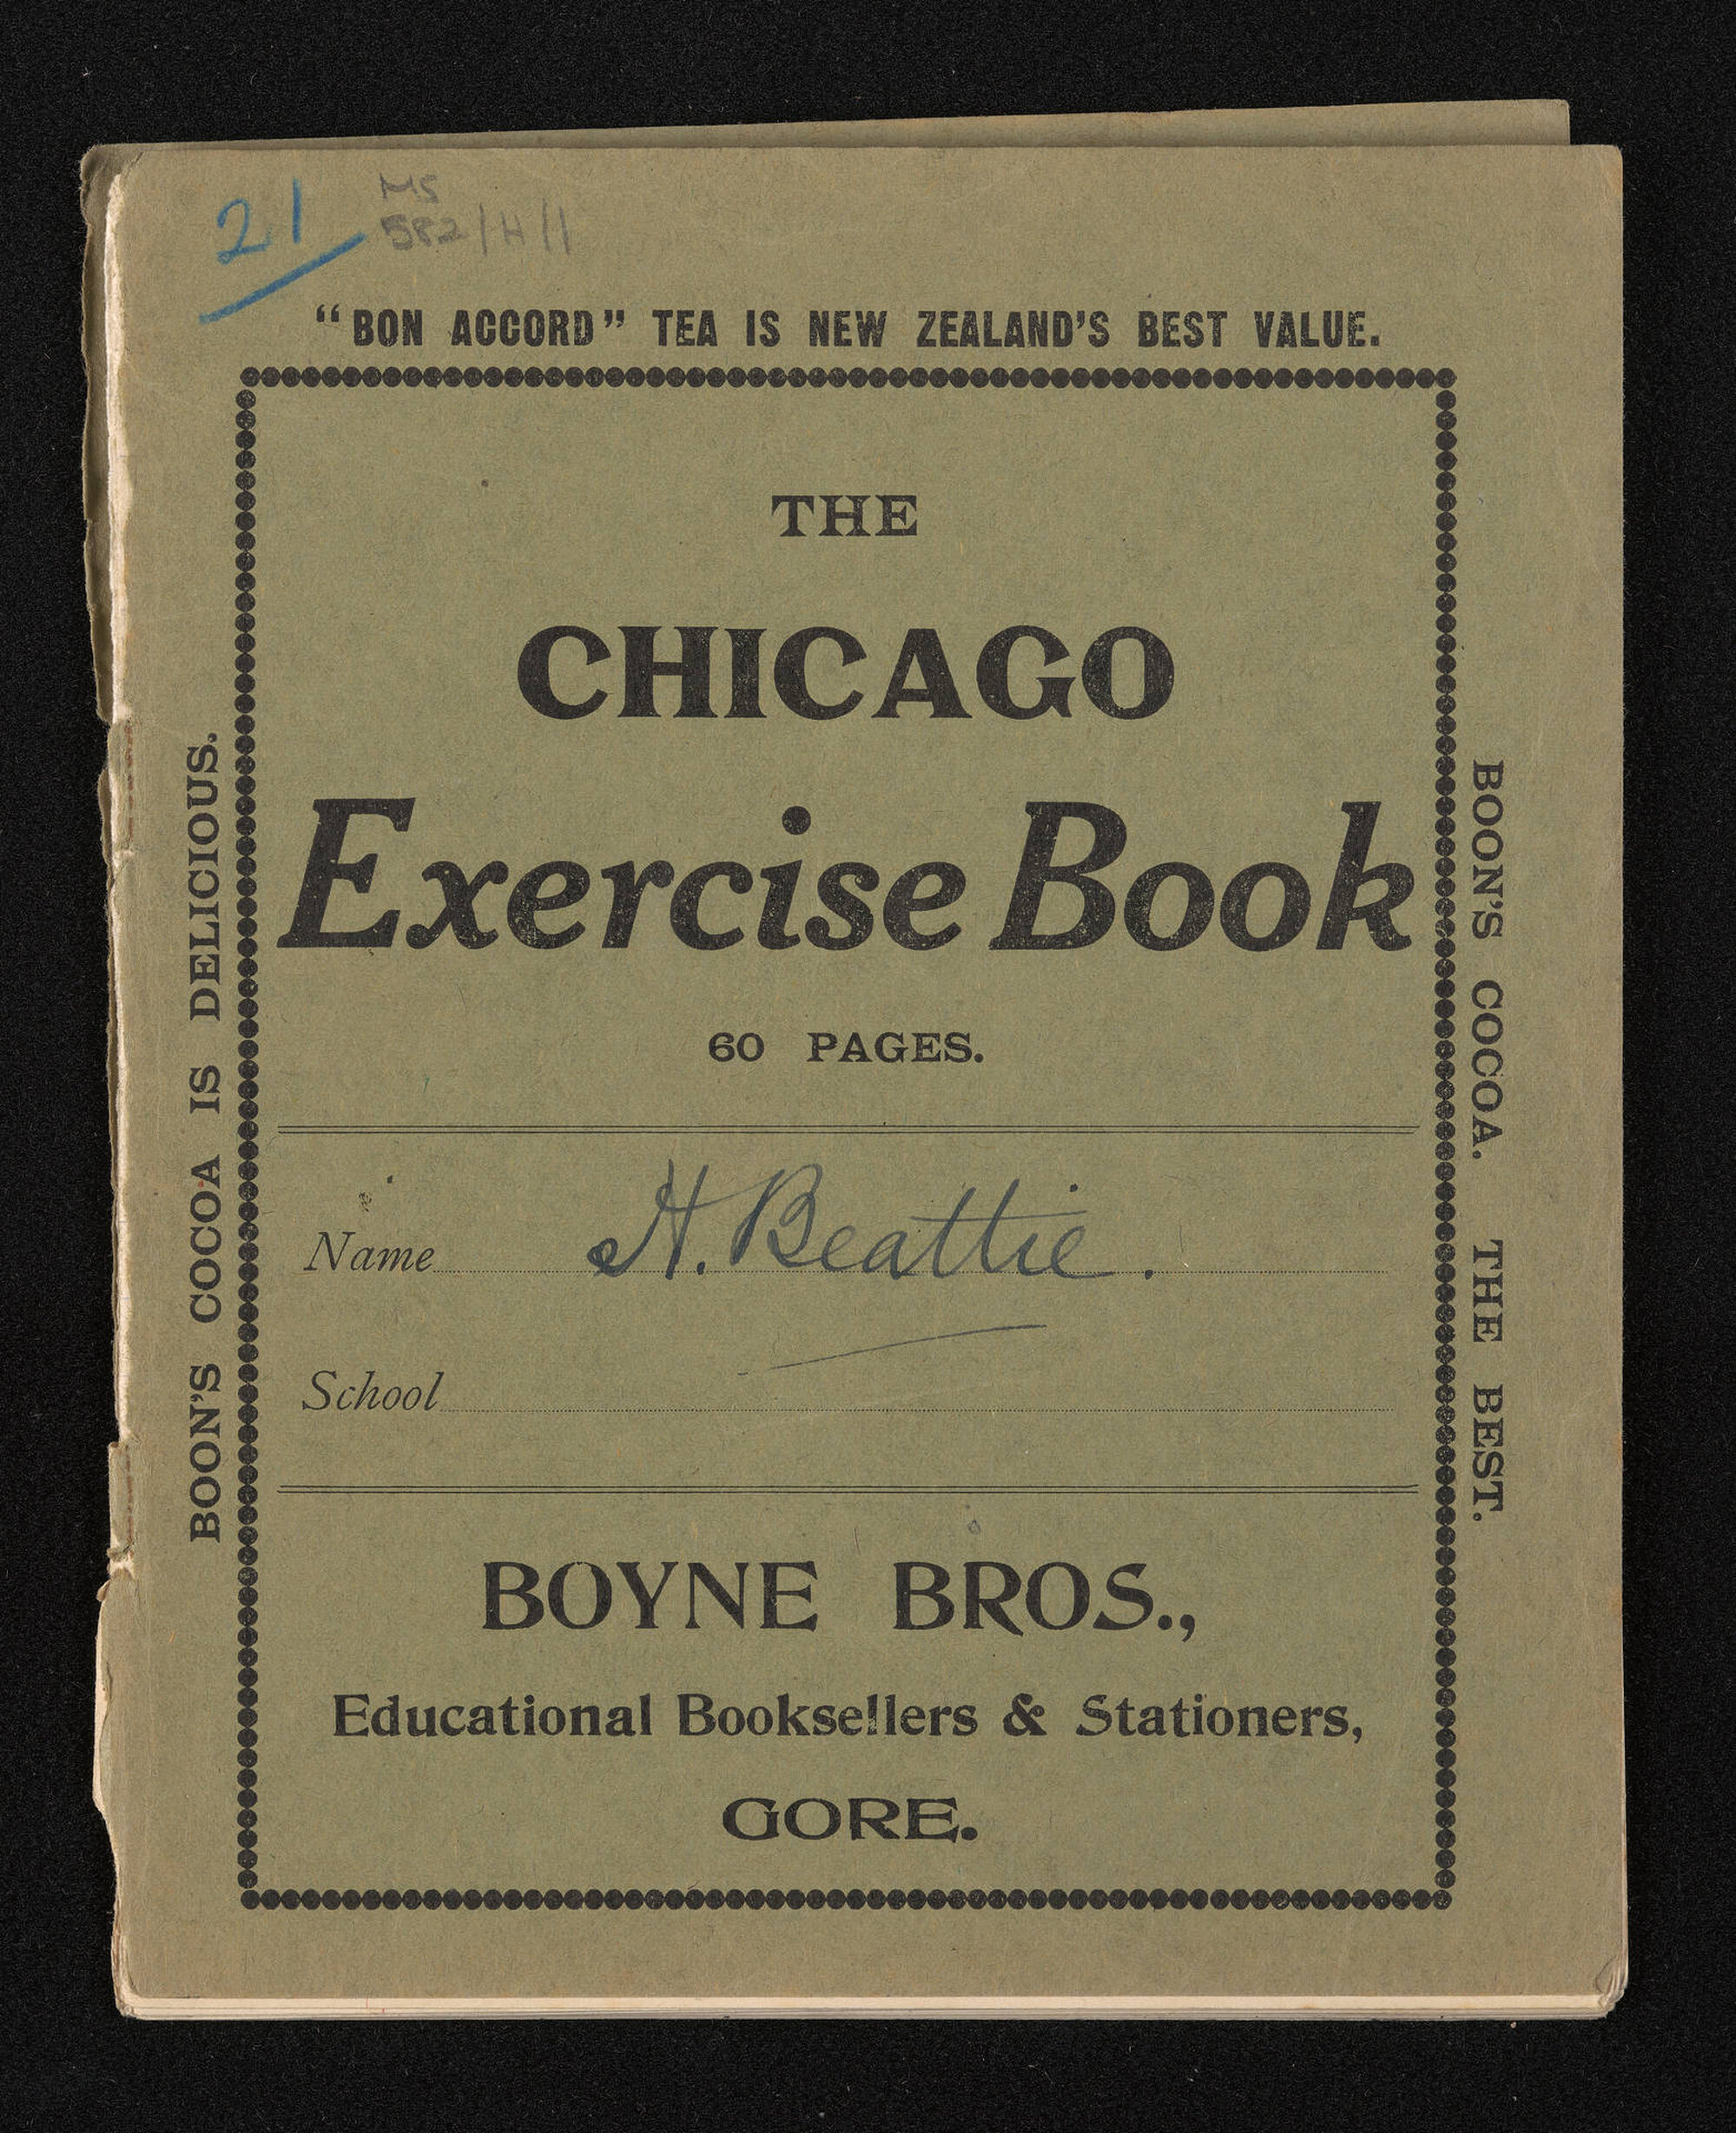 21
MS
582/H/1
“BON ACCORD” TEA IS NEW ZEALAND’S BEST VALUE.
BOON’S COCOA IS DELICIOUS.
THE
CHICAGO
Exercise Book
60 PAGES.
Name H. Beattie.
School
BOYNE BROS.,
Educational Booksellers & Stationers,
GORE.
BOON’S COCOA. THE BEST.